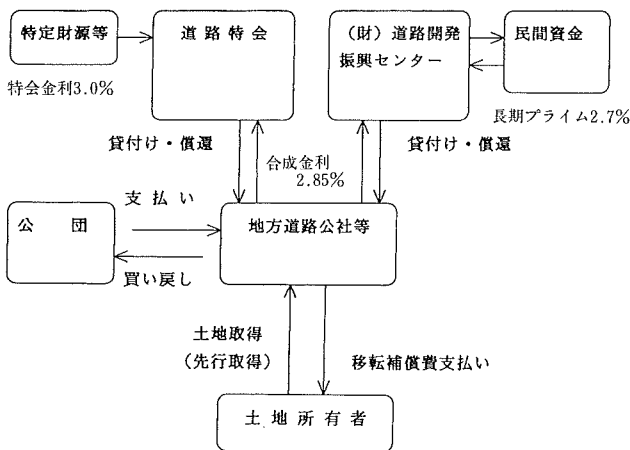 特定財源等
道路特会
(財)道路開発
振興センター
民間資金
特会金利3.0%
長期プライム2.7%
貸付け・償還
合成金利
2.85%
貸付け・償還
支払い
公団
地方道路公社等
買い戻し
土地取得
(先行取得)
移転補償費支払い
土地所有者